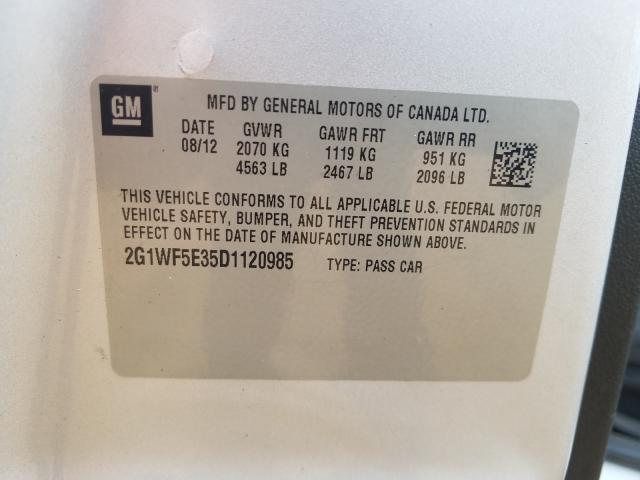 GM ®
MFD BY GENERAL MOTORS OF CANADA LTD.
DATE GVWR GAWR FRT GAWR RR
08/12 2070 KG 1119 KG 951 KG
4563 LB 2467 LB 2096 LB
THIS VEHICLE CONFORMS TO ALL APPLICABLE U.S. FEDERAL MOTOR
VEHICLE SAFETY, BUMPER, AND THEFT PREVENTION STANDARDS IN
EFFECT ON THE DATE OF MANUFACTURE SHOWN ABOVE.
2G1WF5E35D1120985 TYPE: PASS CAR